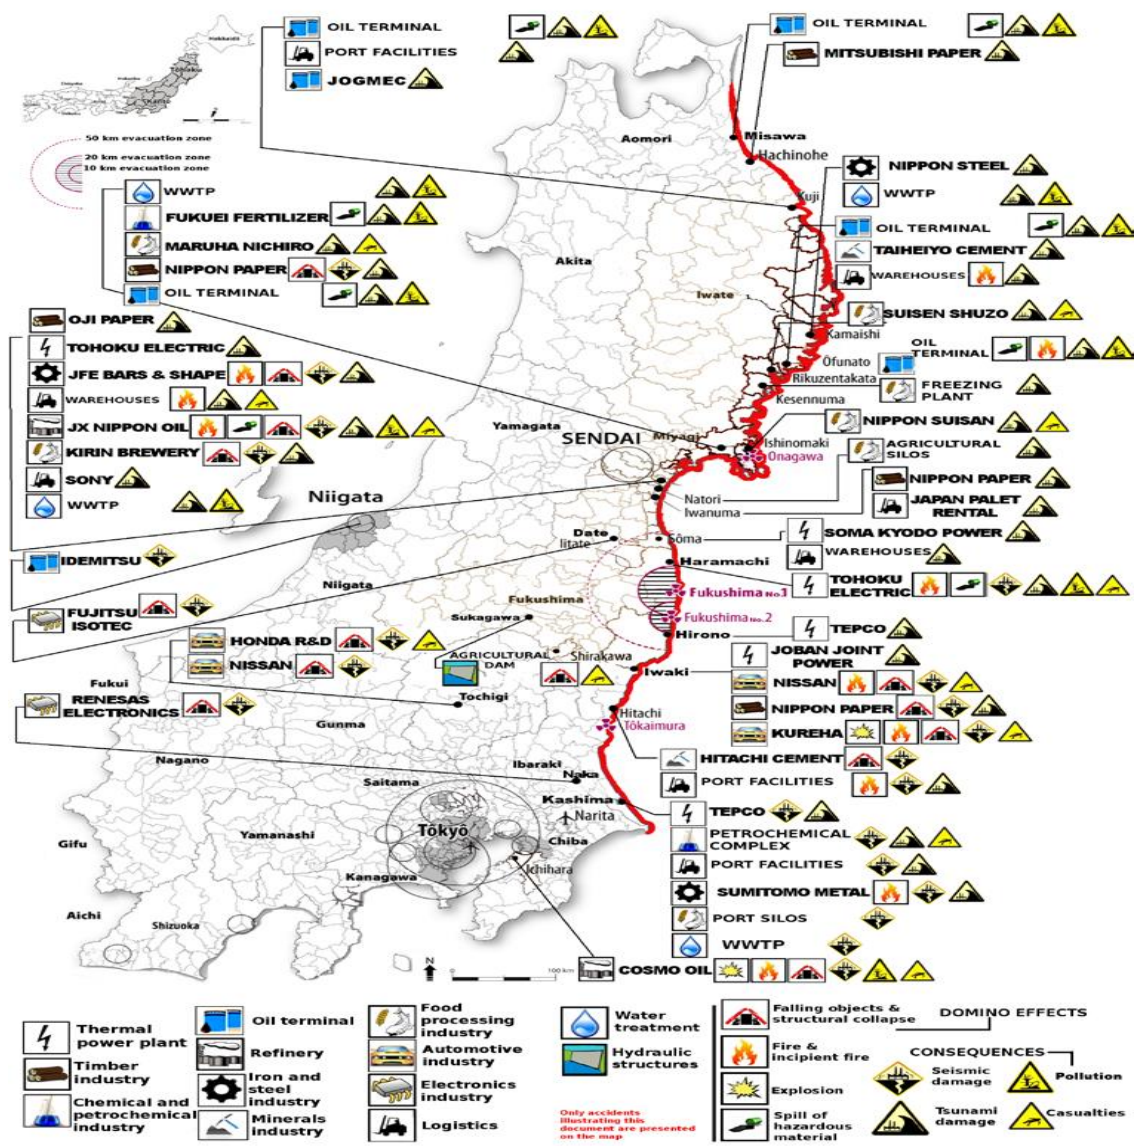 Hokkaidō
Tōhoku
Kantō
50 km evacuation zone
20 km evacuation zone
10 km evacuation zone
OIL TERMINAL
PORT FACILITIES
JOGMEC
OIL TERMINAL
MITSUBISHI PAPER
Misawa
Hachinohe
Aomori
Kuji
Akita
Iwate
Kamaishi
Ōfunato
Rikuzentakata
Kesennuma
Yamagata
SENDAI
Miyagi
Ishinomaki
Onagawa
Natori
Iwanuma
Niigata
Date
Iitate
Sōma
Haramachi
Niigata
Fukushima
Fukushima No.1
Fukushima No.2
Sukagawa
Hirono
Shirakawa
Iwaki
Fukui
Tochigi
Hitachi
Tōkaimura
Gunma
Nagano
Ibaraki
Saitama
Naka
Kashima
Narita
Yamanashi
Tōkyō
Gifu
Chiba
Ichihara
Kanagawa
Aichi
Shizuoka
WWTP
FUKUEI FERTILIZER
MARUHA NICHIRO
NIPPON PAPER
OIL TERMINAL
OJI PAPER
TOHOKU ELECTRIC
JFE BARS & SHAPE
WAREHOUSES
JX NIPPON OIL
KIRIN BREWERY
SONY
WWTP
IDEMITSU
FUJITSU
ISOTEC
HONDA R&D
NISSAN
AGRICULTURAL
DAM
RENESAS
ELECTRONICS
NIPPON STEEL
WWTP
OIL TERMINAL
TAIHEIYO CEMENT
WAREHOUSES
SUISEN SHUZO
OIL
TERMINAL
FREEZING
PLANT
NIPPON SUISAN
AGRICULTURAL
SILOS
NIPPON PAPER
JAPAN PALET
RENTAL
SOMA KYODO POWER
WAREHOUSES
TOHOKU
ELECTRIC
TEPCO
JOBAN JOINT
POWER
NISSAN
NIPPON PAPER
KUREHA
HITACHI CEMENT
PORT FACILITIES
TEPCO
PETROCHEMICAL
COMPLEX
PORT FACILITIES
SUMITOMO METAL
PORT SILOS
WWTP
COSMO OIL
N
0
100 km
Thermal
power plant
Timber
industry
Chemical and
petrochemical
industry
Oil terminal
Refinery
Iron and
steel
industry
Minerals
industry
Food
processing
industry
Automotive
industry
Electronics
industry
Logistics
Water
treatment
Hydraulic
structures
Only accidents
illustrating this
document are presented
on the map
Falling objects &
structural collapse
Fire &
incipient fire
Explosion
Spill of
hazardous
material
DOMINO EFFECTS
CONSEQUENCES
Seismic
damage
Pollution
Tsunami
damage
Casualties